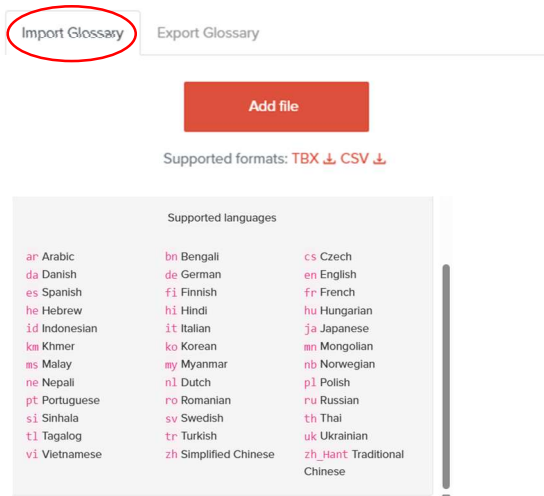 Import Glossary Export Glossary
Add file
Supported formats: TBX CSV
Supported languages
ar Arabic bn Bengali cs Czech
da Danish de German en English
es Spanish fi Finnish fr French
he Hebrew hi Hindi hu Hungarian
id Indonesian it Italian ja Japanese
km Khmer ko Korean mn Mongolian
ms Malay my Myanmar nb Norwegian
ne Nepali nl Dutch pl Polish
pt Portuguese ro Romanian ru Russian
si Sinhala sv Swedish th Thai
tl Tagalog tr Turkish uk Ukrainian
vi Vietnamese zh Simplified Chinese zh_Hant Traditional
Chinese